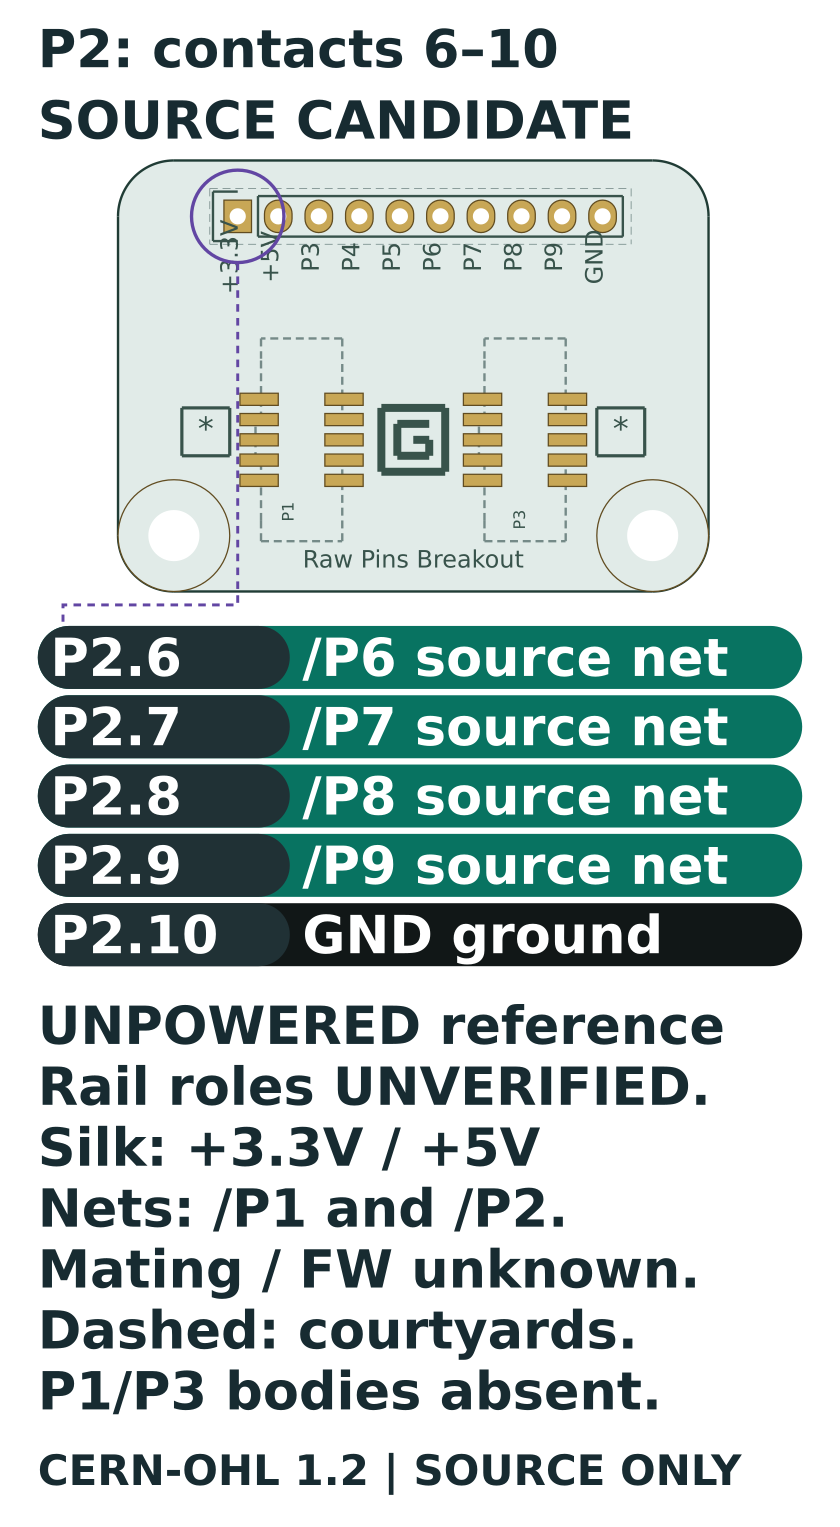 P2: contacts 6–10
SOURCE CANDIDATE
+3.3V +5V P3 P4 P5 P6 P7 P8 P9 GND
* G *
P1 P3
Raw Pins Breakout
P2.6 /P6 source net
P2.7 /P7 source net
P2.8 /P8 source net
P2.9 /P9 source net
P2.10 GND ground
UNPOWERED reference
Rail roles UNVERIFIED.
Silk: +3.3V / +5V
Nets: /P1 and /P2.
Mating / FW unknown.
Dashed: courtyards.
P1/P3 bodies absent.
CERN-OHL 1.2 | SOURCE ONLY